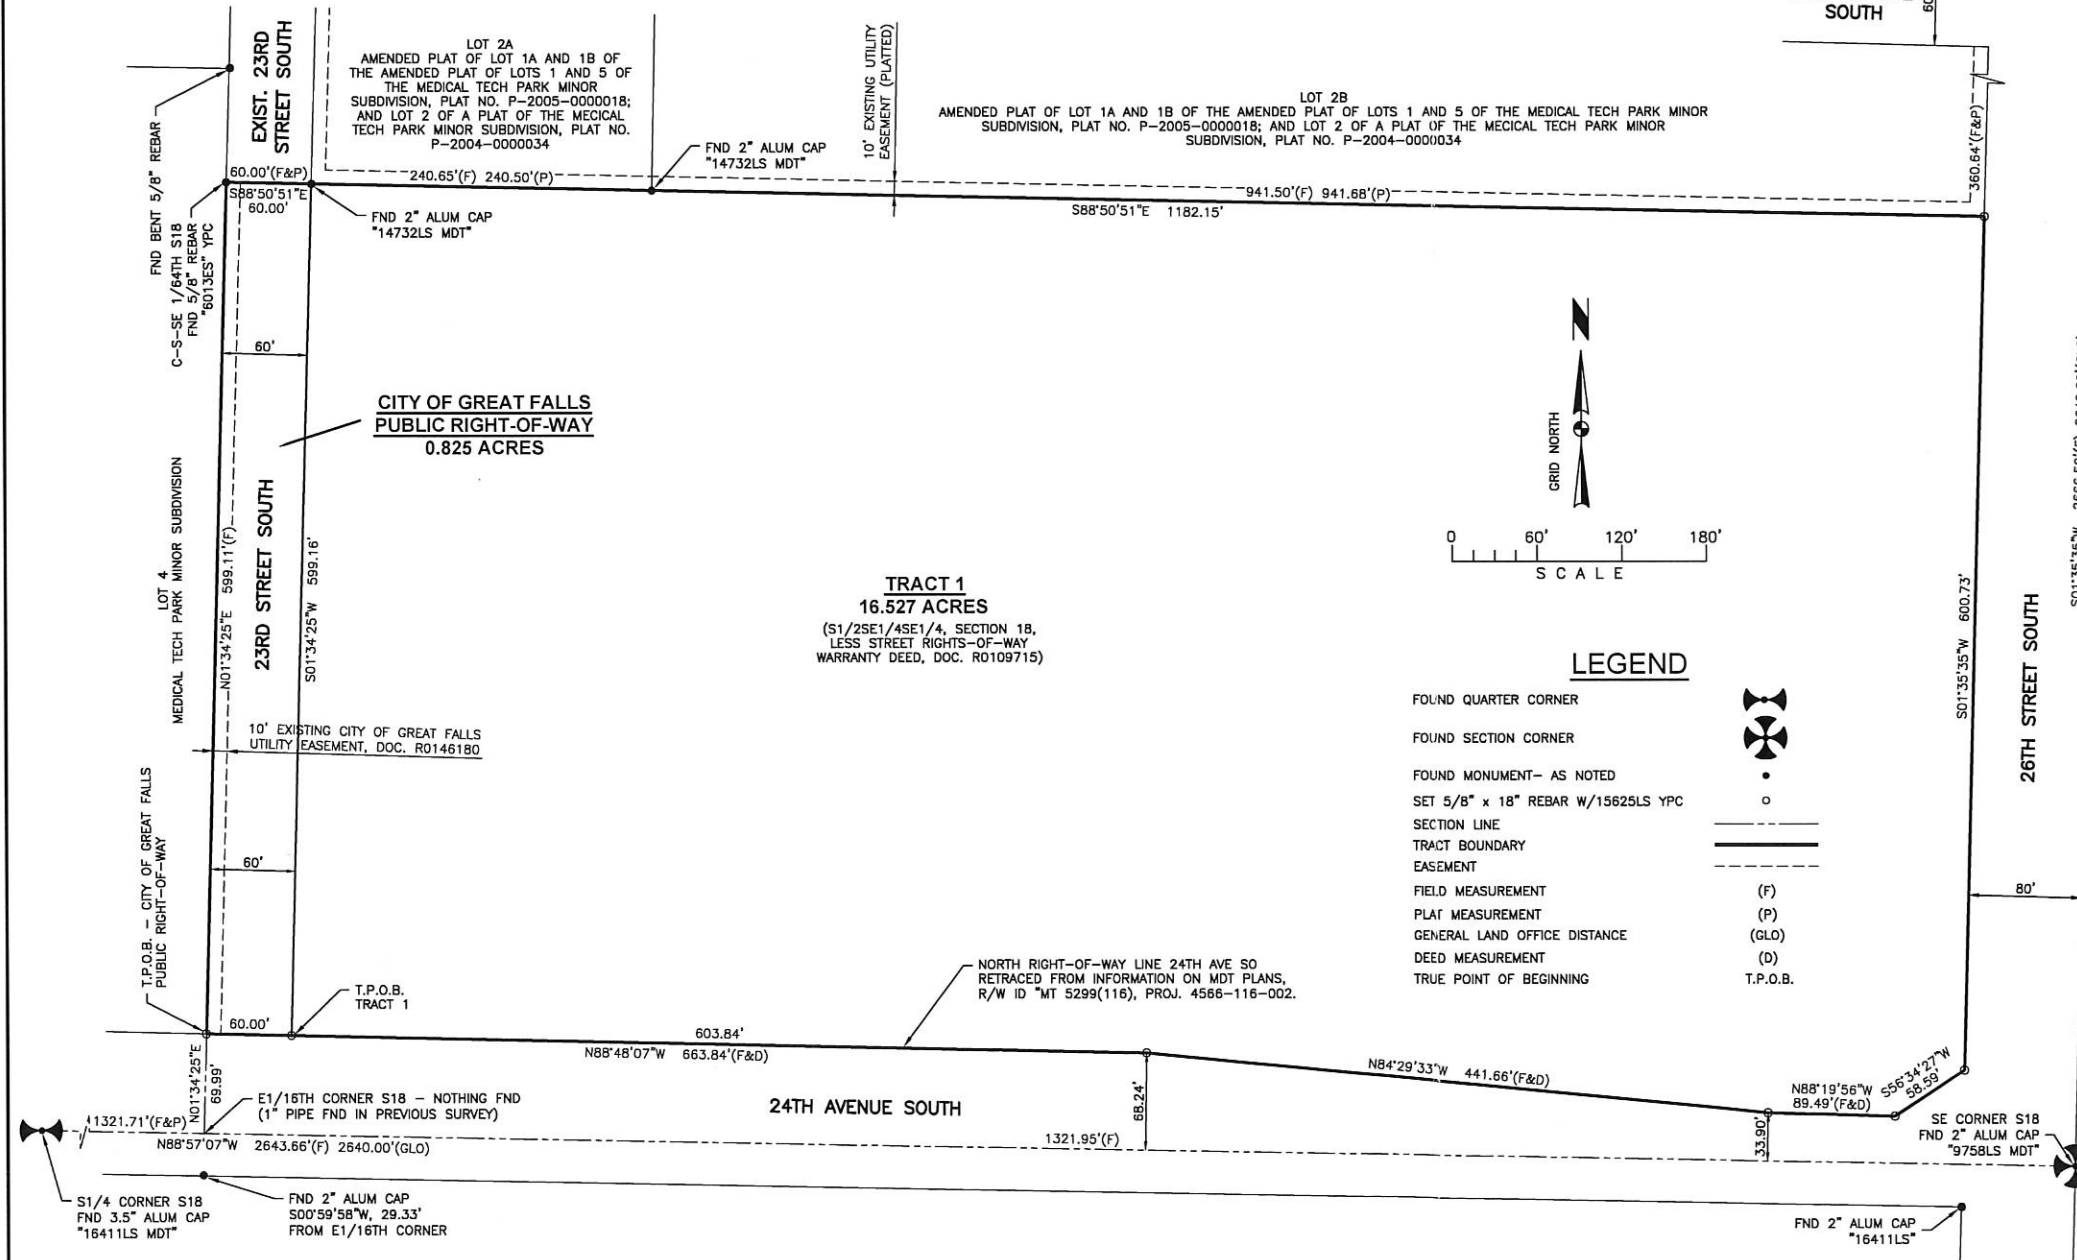 SOUTH
60
EXIST. 23RD
STREET SOUTH
LOT 2A
AMENDED PLAT OF LOT 1A AND 1B OF
THE AMENDED PLAT OF LOTS 1 AND 5 OF
THE MEDICAL TECH PARK MINOR
SUBDIVISION, PLAT NO. P-2005-0000018;
AND LOT 2 OF A PLAT OF THE MECICAL
TECH PARK MINOR SUBDIVISION, PLAT NO.
P-2004-0000034
10' EXISTING UTILITY
EASEMENT (PLATTED)
LOT 2B
AMENDED PLAT OF LOT 1A AND 1B OF THE AMENDED PLAT OF LOTS 1 AND 5 OF THE MEDICAL TECH PARK MINOR
SUBDIVISION, PLAT NO. P-2005-0000018; AND LOT 2 OF A PLAT OF THE MECICAL TECH PARK MINOR
SUBDIVISION, PLAT NO. P-2004-0000034
360.64'(F&P)
FND BENT 5/8" REBAR
FND 2" ALUM CAP
"14732LS MDT"
60.00'(F&P)
S88°50'51"E
60.00'
240.65'(F) 240.50'(P)
941.50'(F) 941.68'(P)
S88°50'51"E 1182.15'
FND 2" ALUM CAP
"14732LS MDT"
C-S-SE 1/64TH S18
FND 5/8" REBAR
"6013ES" YPC
60'
CITY OF GREAT FALLS
PUBLIC RIGHT-OF-WAY
0.825 ACRES
N
GRID NORTH
0 60' 120' 180'
SCALE
LOT 4
MEDICAL TECH PARK MINOR SUBDIVISION
N01°34'25"E 599.11'(F)
23RD STREET SOUTH
S01°34'25"W 599.16'
TRACT 1
16.527 ACRES
(S1/2SE1/4SE1/4, SECTION 18,
LESS STREET RIGHTS-OF-WAY
WARRANTY DEED, DOC. R0109715)
S01°35'35"W 600.73'
26TH STREET SOUTH
10' EXISTING CITY OF GREAT FALLS
UTILITY EASEMENT, DOC. R0146180
LEGEND
FOUND QUARTER CORNER
FOUND SECTION CORNER
FOUND MONUMENT- AS NOTED
SET 5/8" x 18" REBAR W/15625LS YPC
SECTION LINE
TRACT BOUNDARY
EASEMENT
FIELD MEASUREMENT (F)
PLAT MEASUREMENT (P)
GENERAL LAND OFFICE DISTANCE (GLO)
DEED MEASUREMENT (D)
TRUE POINT OF BEGINNING T.P.O.B.
80'
60'
T.P.O.B. - CITY OF GREAT FALLS
PUBLIC RIGHT-OF-WAY
T.P.O.B.
TRACT 1
NORTH RIGHT-OF-WAY LINE 24TH AVE SO
RETRACED FROM INFORMATION ON MDT PLANS,
R/W ID "MT 5299(116), PROJ. 4566-116-002.
60.00'
603.84'
N88°48'07"W 663.84'(F&D)
N84°29'33"W 441.66'(F&D)
N88°19'56"W
89.49'(F&D)
S56°34'27"W
58.59'
N01°34'25"E
69.99'
68.24'
33.90'
E1/16TH CORNER S18 - NOTHING FND
(1" PIPE FND IN PREVIOUS SURVEY)
24TH AVENUE SOUTH
1321.71'(F&P)
N88°57'07"W 2643.66'(F) 2640.00'(GLO)
1321.95'(F)
SE CORNER S18
FND 2" ALUM CAP
"9758LS MDT"
S1/4 CORNER S18
FND 3.5" ALUM CAP
"16411LS MDT"
FND 2" ALUM CAP
S00°59'58"W, 29.33'
FROM E1/16TH CORNER
FND 2" ALUM CAP
"16411LS"